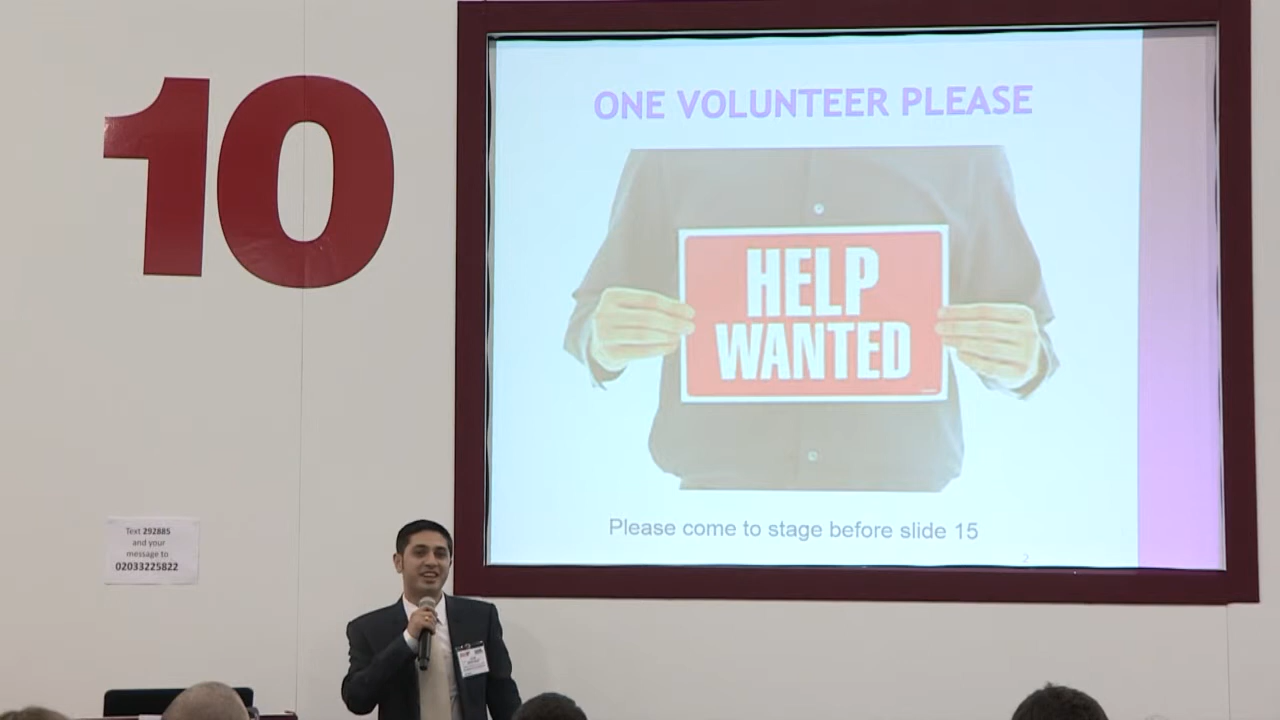 10
ONE VOLUNTEER PLEASE
HELP
WANTED
Please come to stage before slide 15
2
Text 292885
and your
message to
02033225822